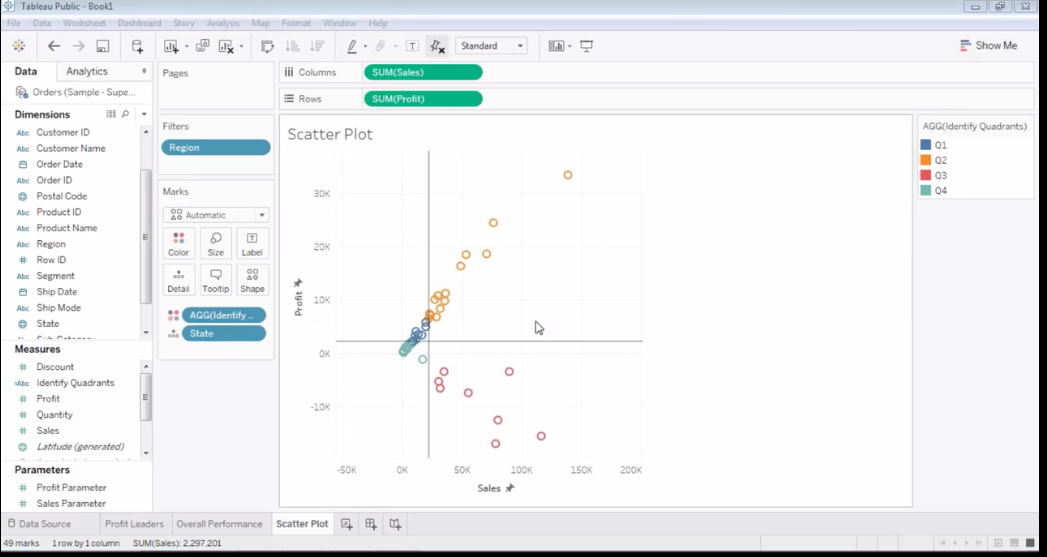 Tableau Public - Book1
File Data Worksheet Dashboard Story Analysis Map Format Window Help
Standard
Show Me
Data Analytics
Orders (Sample - Supe...
Dimensions
Abc Customer ID
Abc Customer Name
Order Date
Abc Order ID
Postal Code
Abc Product ID
Abc Product Name
Abc Region
# Row ID
Abc Segment
Ship Date
Abc Ship Mode
State
Measures
# Discount
=Abc Identify Quadrants
# Profit
# Quantity
# Sales
Latitude (generated)
Parameters
# Profit Parameter
# Sales Parameter
Pages
Filters
Region
Marks
Automatic
Color Size Label
Detail Tooltip Shape
AGG(Identify ..
State
Columns SUM(Sales)
Rows SUM(Profit)
Scatter Plot
30K
20K
10K
0K
-10K
Profit
-50K 0K 50K 100K 150K 200K
Sales
AGG(Identify Quadrants)
Q1
Q2
Q3
Q4
Data Source Profit Leaders Overall Performance Scatter Plot
49 marks 1 row by 1 column SUM(Sales): 2,297,201